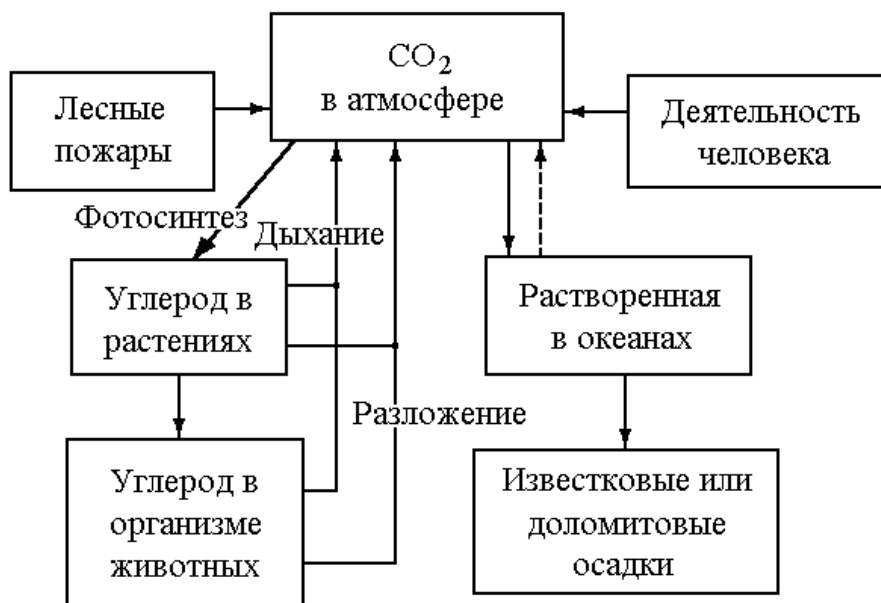 CO2
в атмосфере
Лесные
пожары
Деятельность
человека
Фотосинтез
Дыхание
Углерод в
растениях
Растворенная
в океанах
Разложение
Углерод в
организме
животных
Известковые или
доломитовые
осадки